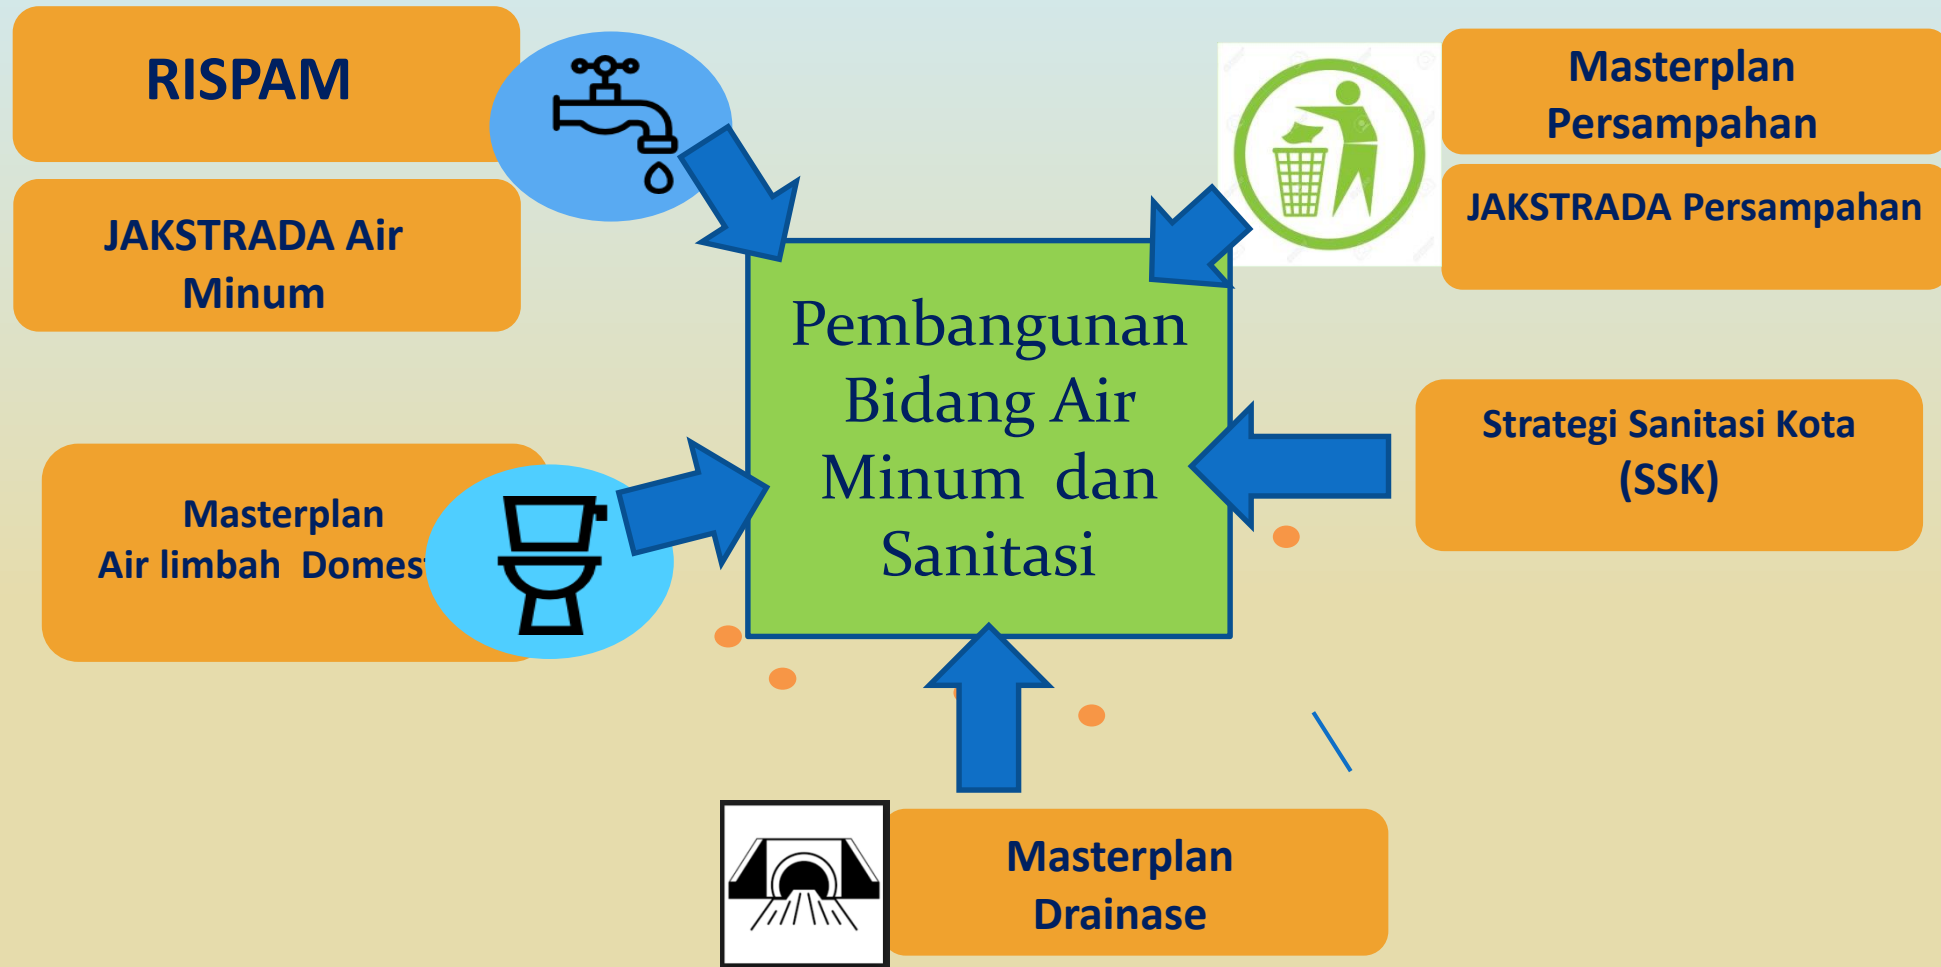 RISPAM
JAKSTRADA Air
Minum
Masterplan
Persampahan
JAKSTRADA Persampahan
Pembangunan
Bidang Air
Minum dan
Sanitasi
Strategi Sanitasi Kota
(SSK)
Masterplan
Air limbah Domes
Masterplan
Drainase